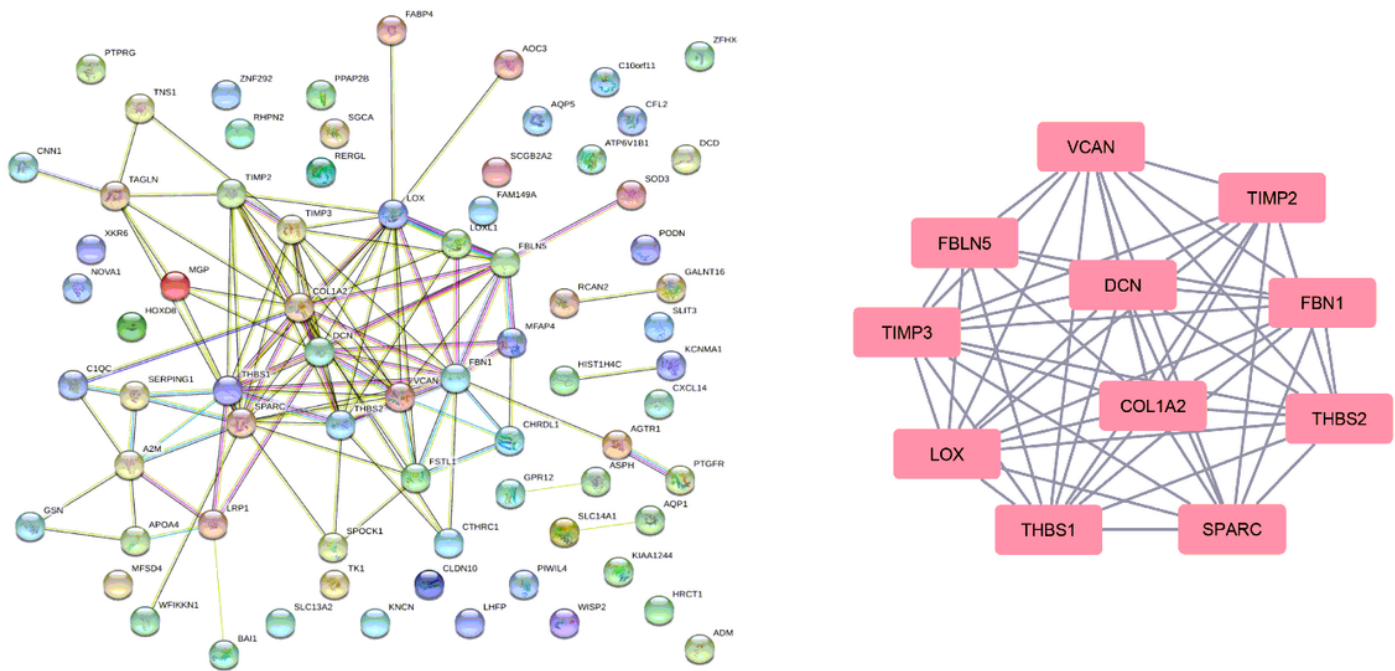 FABP4
ZFHX
PTPRG
AOC3
C10orf11
ZNF292
PPAP2B
TNS1
AQP5
CFL2
RHPN2
SGCA
CNN1
RERGL
SCGB2A2
ATP6V1B1
DCD
TAGLN
TIMP2
FAM149A
SOD3
TIMP3
LOX
LOXL1
XKR6
FBLN5
PODN
NOVA1
MGP
GALNT16
COL1A2
RCAN2
HOXD8
SLIT3
DCN
MFAP4
KCNMA1
C1QC
SERPING1
THBS1
FBN1
HIST1H4C
VCAN
CXCL14
SPARC
THBS2
CHRDL1
AGTR1
A2M
FSTL1
ASPH
PTGFR
GPR12
GSN
LRP1
APOA4
SPOCK1
CTHRC1
SLC14A1
AQP1
MFSD4
TK1
CLDN10
PIWIL4
KIAA1244
WFIKKN1
SLC13A2
KNCN
LHFP
WISP2
HRCT1
BAI1
ADM
VCAN
TIMP2
FBLN5
DCN
FBN1
TIMP3
COL1A2
THBS2
LOX
THBS1
SPARC